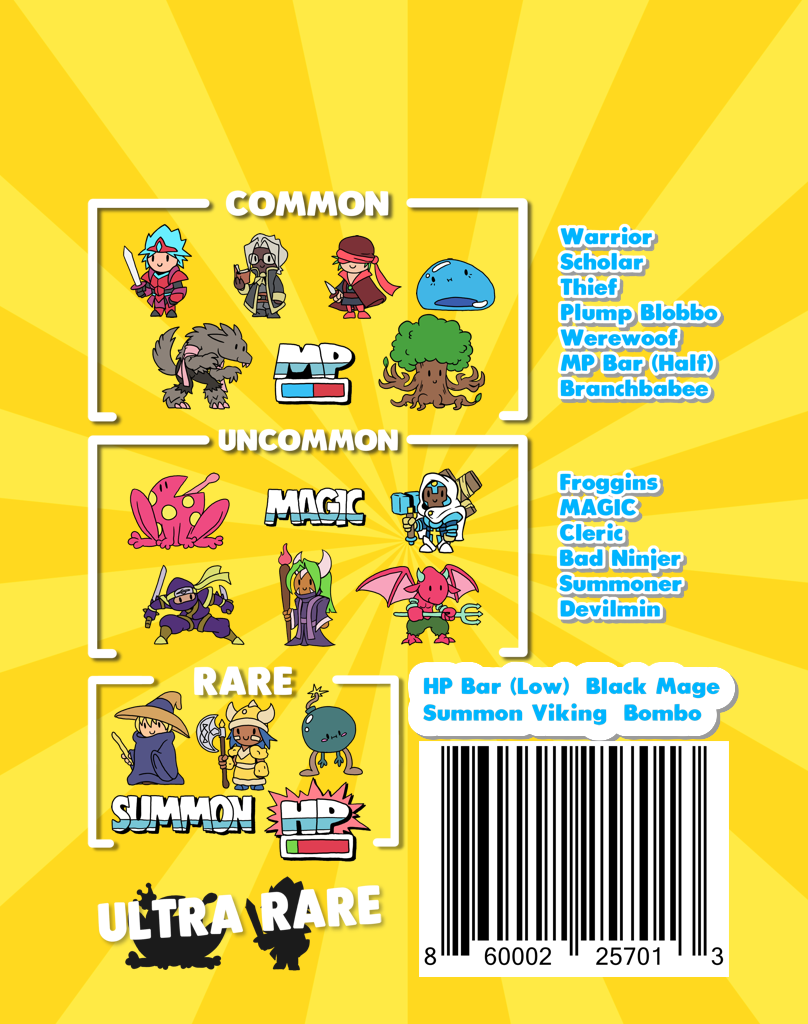 COMMON
Warrior
Scholar
Thief
Plump Blobbo
Werewoof
MP Bar (Half)
Branchbabee
MP
UNCOMMON
MAGIC
Froggins
MAGIC
Cleric
Bad Ninjer
Summoner
Devilmin
RARE
SUMMON
HP
HP Bar (Low) Black Mage
Summon Viking Bombo
ULTRA RARE
8 60002 25701 3